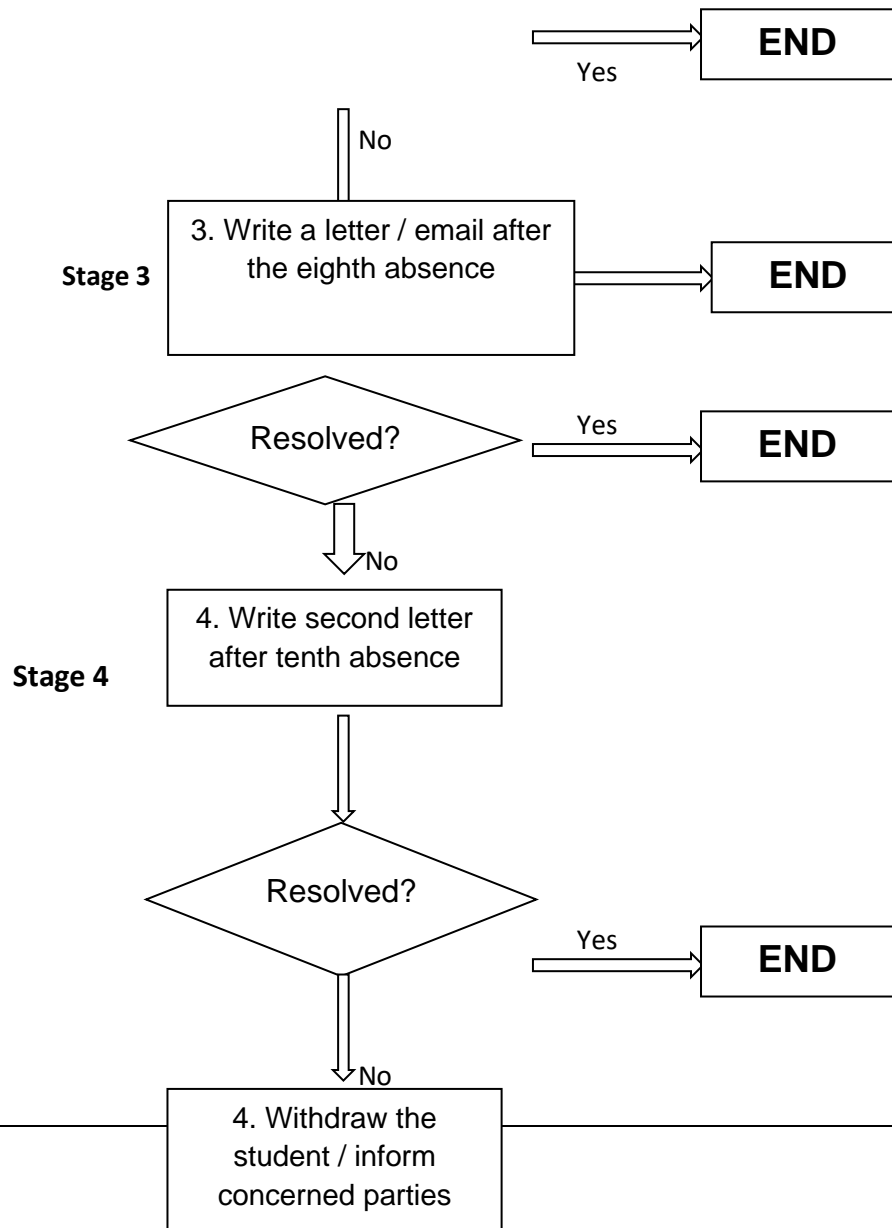 END
Yes
No
3. Write a letter / email after
the eighth absence
Stage 3
END
Resolved?
Yes
END
No
4. Write second letter
after tenth absence
Stage 4
Resolved?
Yes
END
No
4. Withdraw the
student / inform
concerned parties